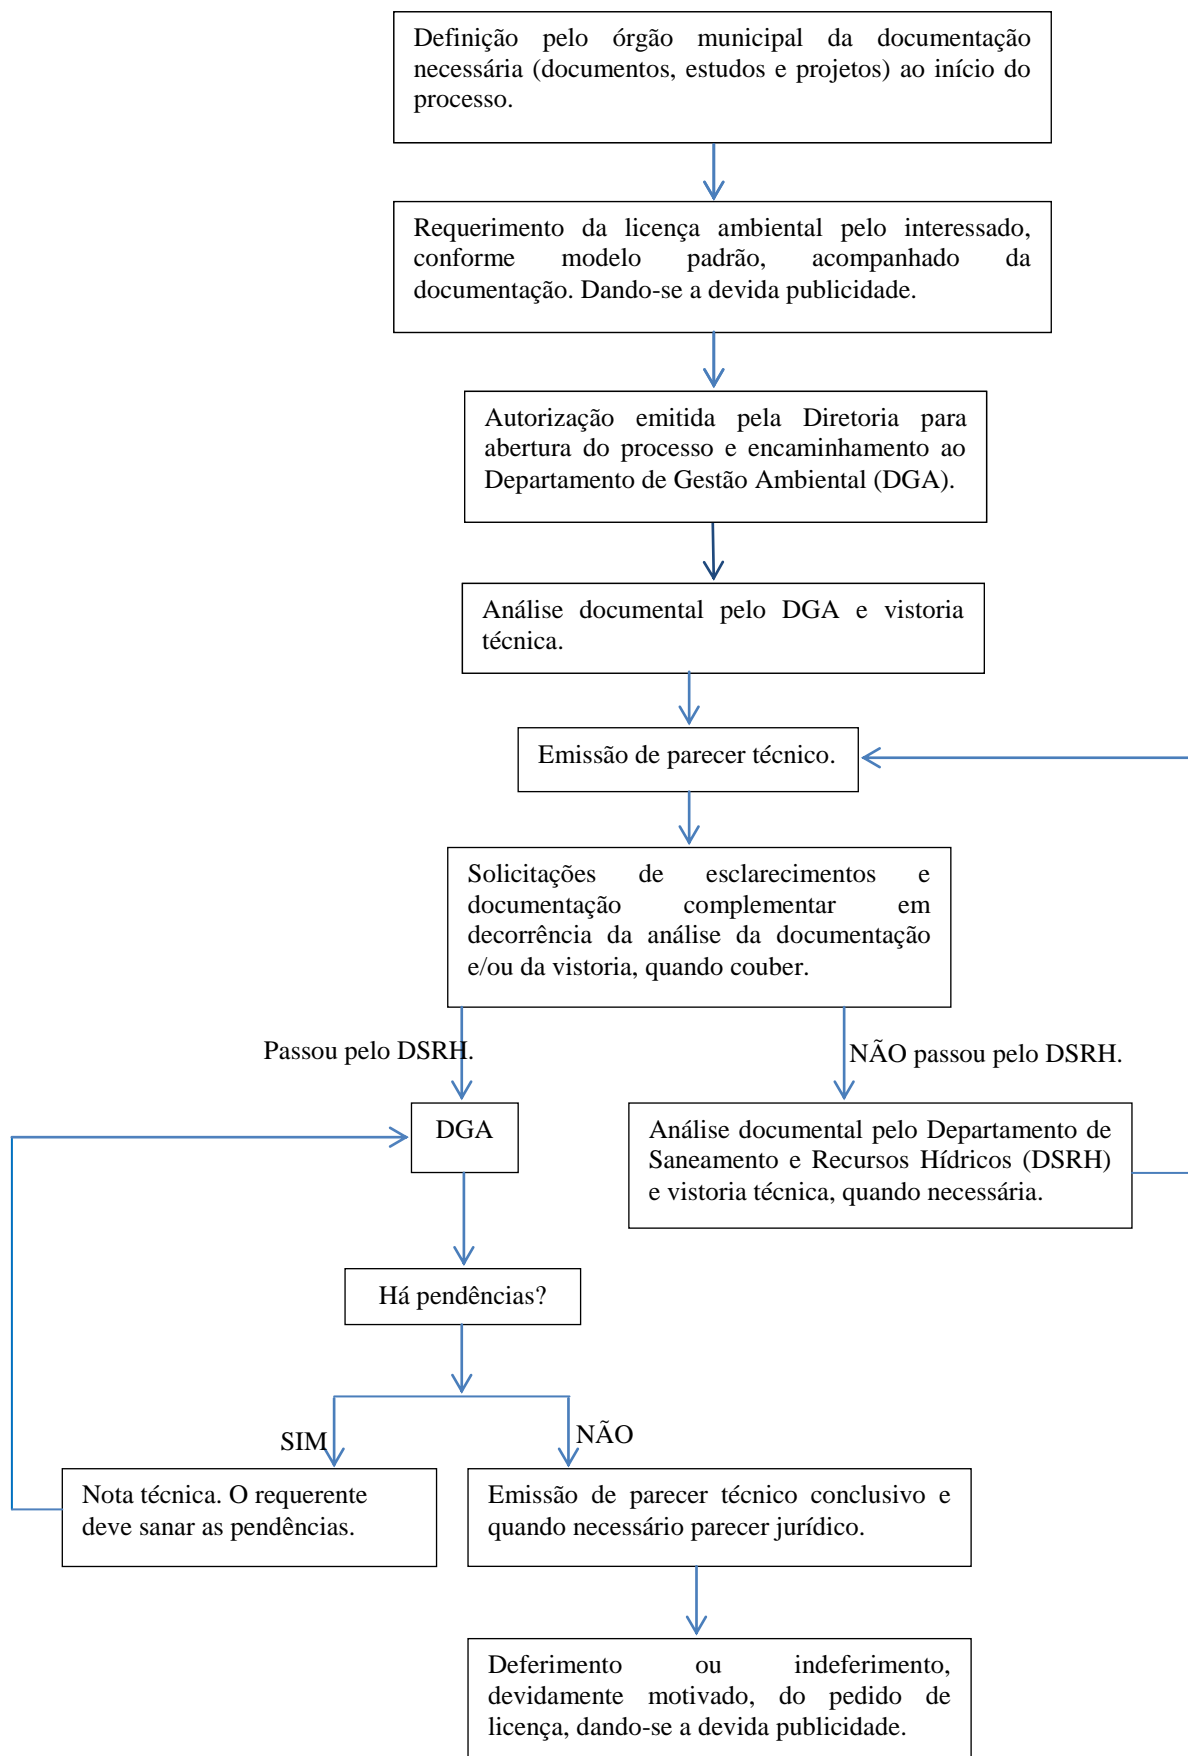 Definição pelo órgão municipal da documentação
necessária (documentos, estudos e projetos) ao início do
processo.
Requerimento da licença ambiental pelo interessado,
conforme modelo padrão, acompanhado da
documentação. Dando-se a devida publicidade.
Autorização emitida pela Diretoria para
abertura do processo e encaminhamento ao
Departamento de Gestão Ambiental (DGA).
Análise documental pelo DGA e vistoria
técnica.
Emissão de parecer técnico.
Solicitações de esclarecimentos e
documentação complementar em
decorrência da análise da documentação
e/ou da vistoria, quando couber.
Passou pelo DSRH.
NÃO passou pelo DSRH.
DGA
Análise documental pelo Departamento de
Saneamento e Recursos Hídricos (DSRH)
e vistoria técnica, quando necessária.
Há pendências?
SIM
NÃO
Nota técnica. O requerente
deve sanar as pendências.
Emissão de parecer técnico conclusivo e
quando necessário parecer jurídico.
Deferimento ou indeferimento,
devidamente motivado, do pedido de
licença, dando-se a devida publicidade.